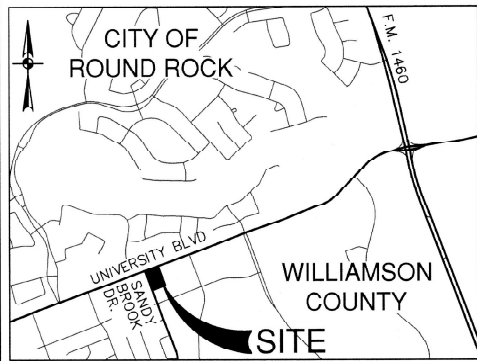 CITY OF
ROUND ROCK
F.M. 1460
UNIVERSITY BLVD
SANDY
BROOK
DR.
WILLIAMSON
COUNTY
SITE